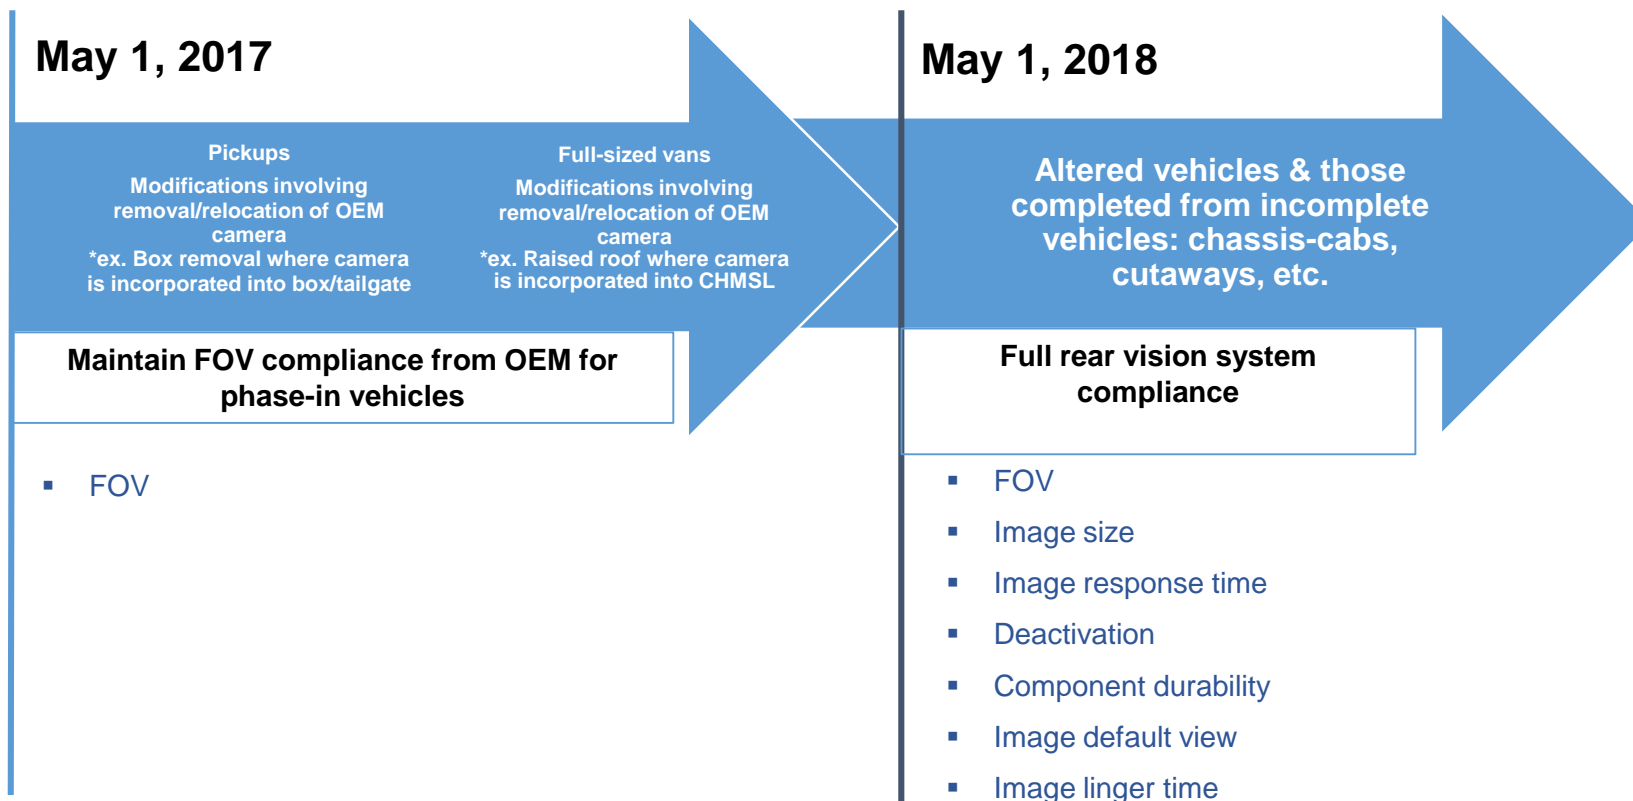 May 1, 2017
Pickups
Modifications involving
removal/relocation of OEM
camera
*ex. Box removal where camera
is incorporated into box/tailgate
Full-sized vans
Modifications involving
removal/relocation of OEM
camera
*ex. Raised roof where camera
is incorporated into CHMSL
Maintain FOV compliance from OEM for
phase-in vehicles
▪ FOV
May 1, 2018
Altered vehicles & those
completed from incomplete
vehicles: chassis-cabs,
cutaways, etc.
Full rear vision system
compliance
▪ FOV
▪ Image size
▪ Image response time
▪ Deactivation
▪ Component durability
▪ Image default view
▪ Image linger time